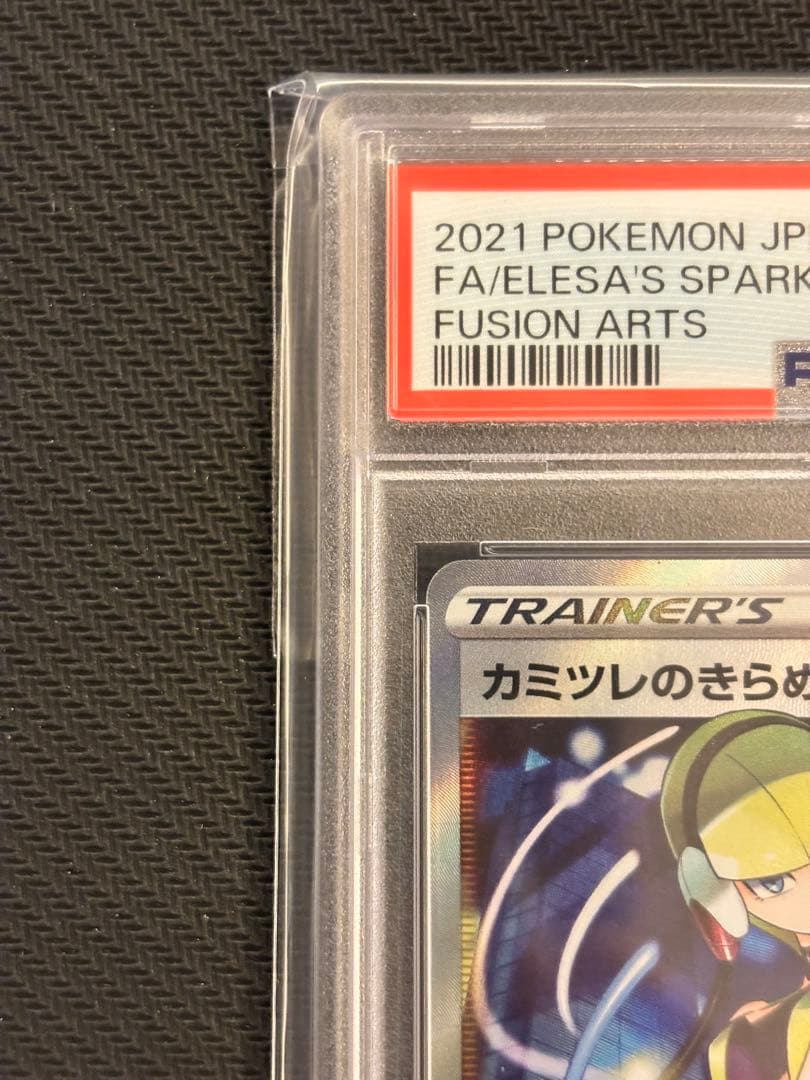 2021 POKEMON JP
FA/ELESA'S SPARK
FUSION ARTS
TRAINER'S
カミツレのきらめ